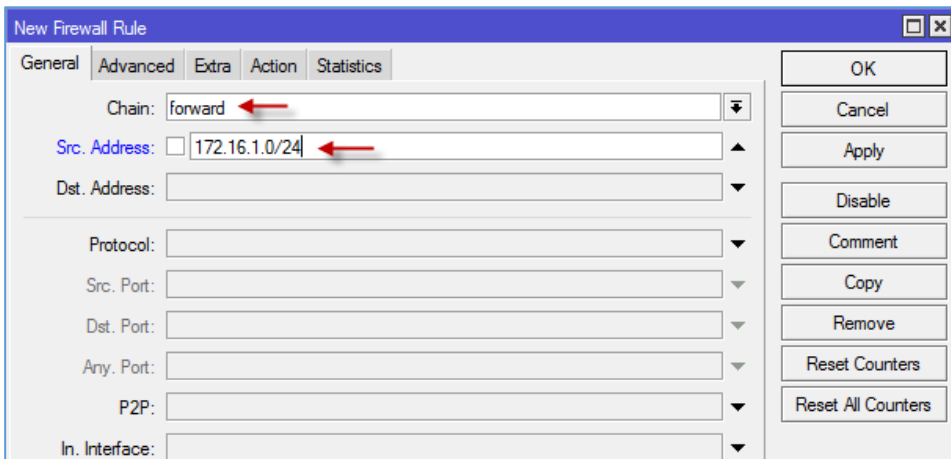 New Firewall Rule
General Advanced Extra Action Statistics
Chain: forward
Src. Address: 172.16.1.0/24
Dst. Address:
Protocol:
Src. Port:
Dst. Port:
Any. Port:
P2P:
In. Interface:
OK
Cancel
Apply
Disable
Comment
Copy
Remove
Reset Counters
Reset All Counters